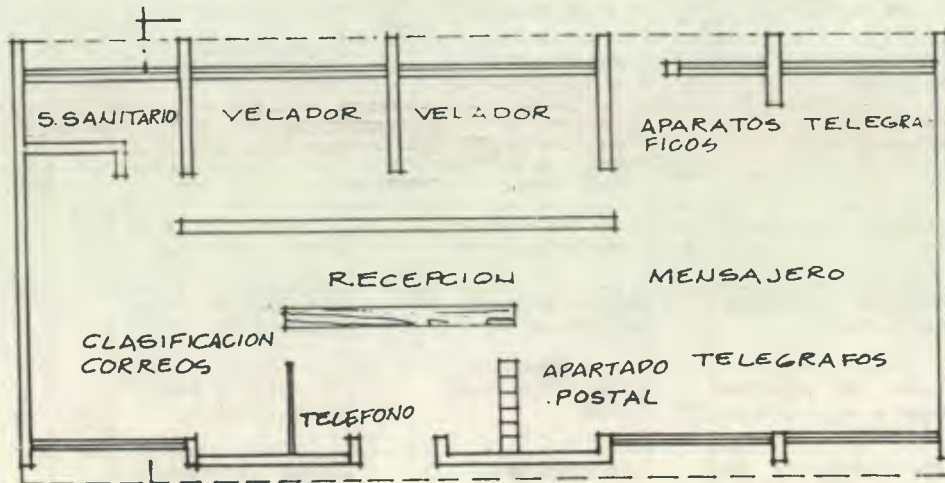 S. SANITARIO
VELADOR
VELADOR
APARATOS TELEGRA
FICOS
RECEPCION
MENSAJERO
CLASIFICACION
CORREOS
APARTADO
POSTAL
TELEGRAFOS
TELEFONO